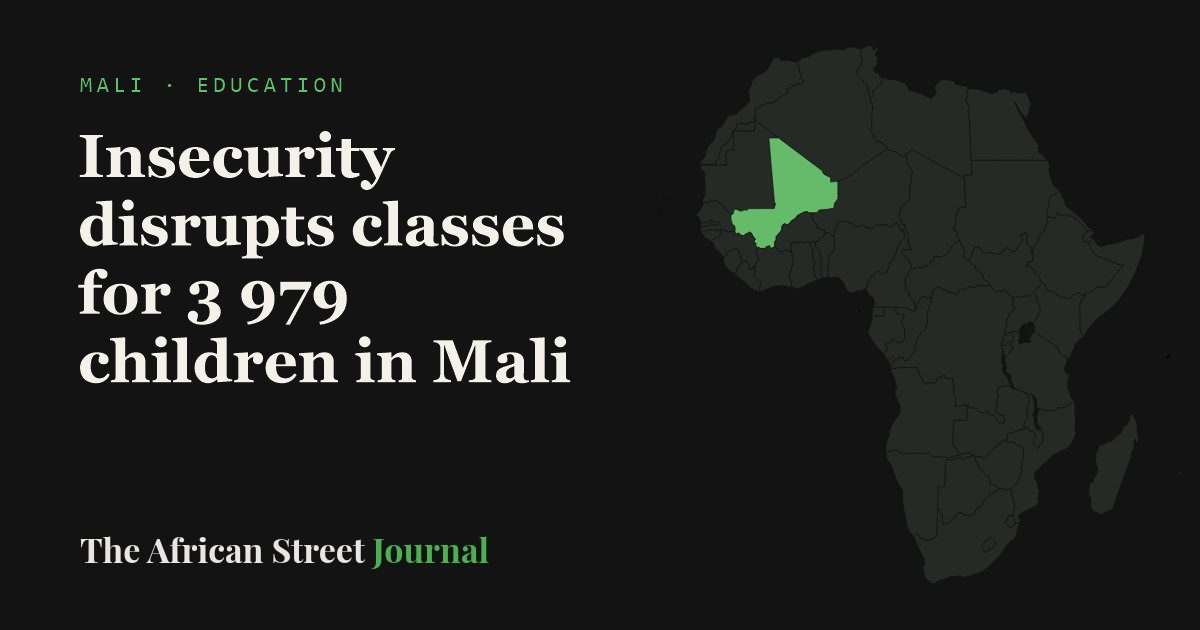 MALI · EDUCATION
Insecurity
disrupts classes
for 3 979
children in Mali
The African Street Journal